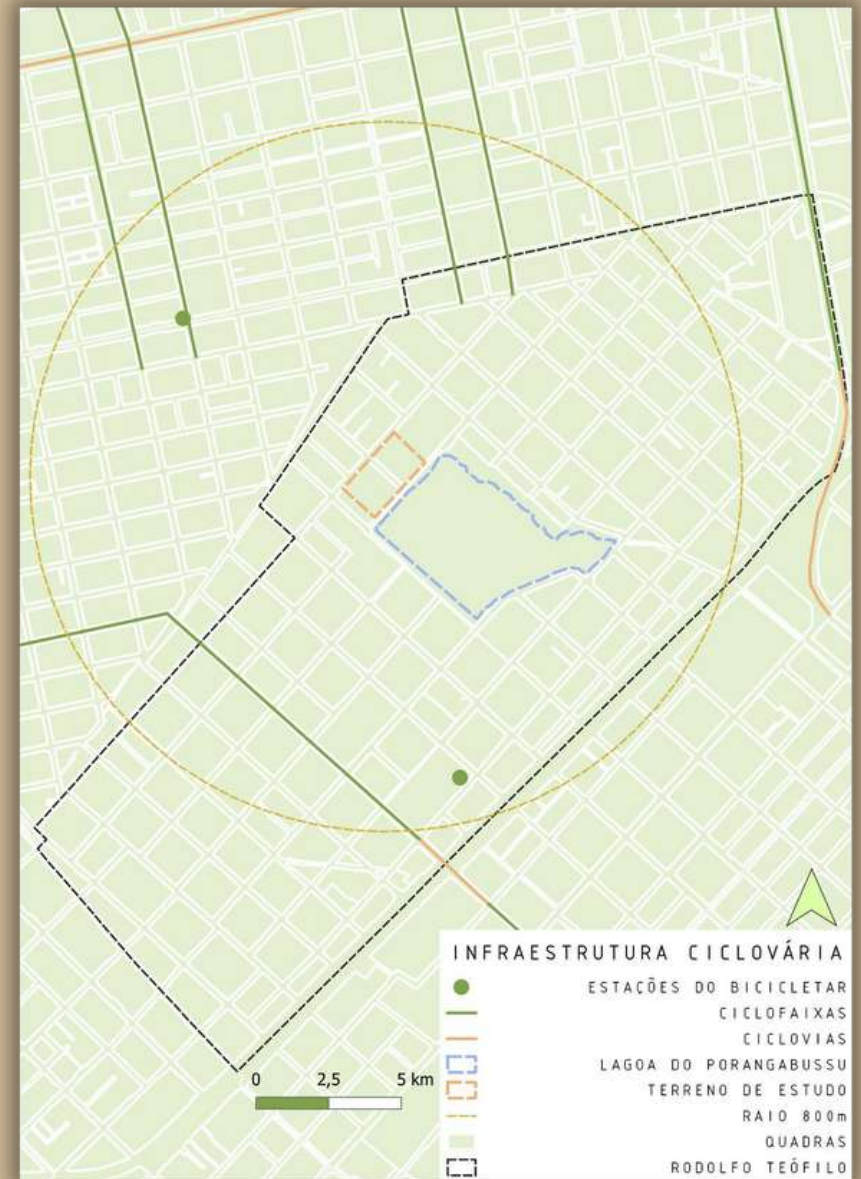 0 2,5 5 km
INFRAESTRUTURA CICLOVÁRIA
ESTAÇÕES DO BICICLETAR
CICLOFAIXAS
CICLOVIAS
LAGOA DO PORANGABUSSU
TERRENO DE ESTUDO
RAIO 800m
QUADRAS
RODOLFO TEÓFILO